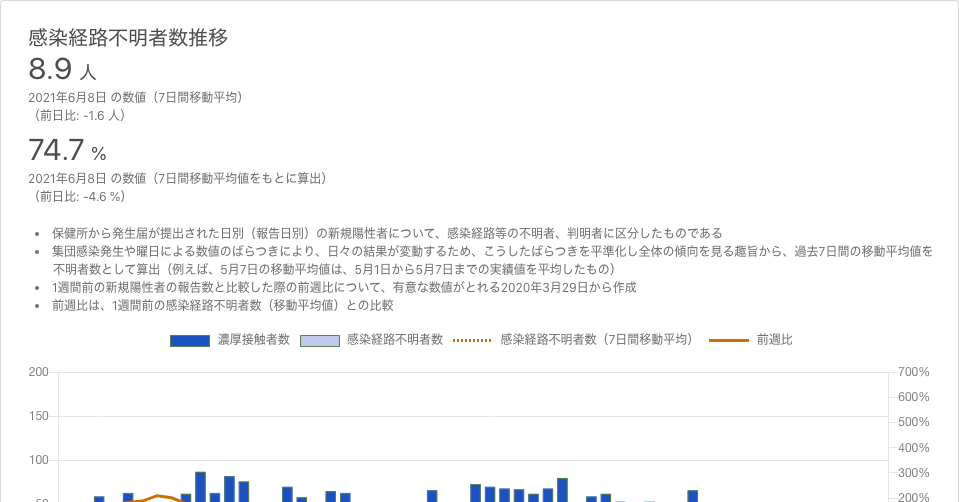 感染経路不明者数推移
8.9 人
2021年6月8日 の数値（7日間移動平均）
（前日比: -1.6 人）
74.7 %
2021年6月8日 の数値（7日間移動平均値をもとに算出）
（前日比: -4.6 %）
• 保健所から発生届が提出された日別（報告日別）の新規陽性者について、感染経路等の不明者、判明者に区分したものである
• 集団感染発生や曜日による数値のばらつきにより、日々の結果が変動するため、こうしたばらつきを平準化し全体の傾向を見る趣旨から、過去7日間の移動平均値を
不明者数として算出（例えば、5月7日の移動平均値は、5月1日から5月7日までの実績値を平均したもの）
• 1週間前の新規陽性者の報告数と比較した際の前週比について、有意な数値がとれる2020年3月29日から作成
• 前週比は、1週間前の感染経路不明者数（移動平均値）との比較
濃厚接触者数 感染経路不明者数 感染経路不明者数（7日間移動平均） 前週比
200 700%
600%
150 500%
400%
100 300%
50 200%